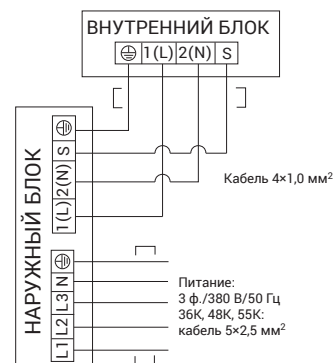 ВНУТРЕННИЙ БЛОК
1(L) 2(N) S
НАРУЖНЫЙ БЛОК
S
2(N)
1(L)
Кабель 4×1,0 мм²
N
L3
L2
L1
Питание:
3 ф./380 В/50 Гц
36K, 48K, 55K:
кабель 5×2,5 мм²